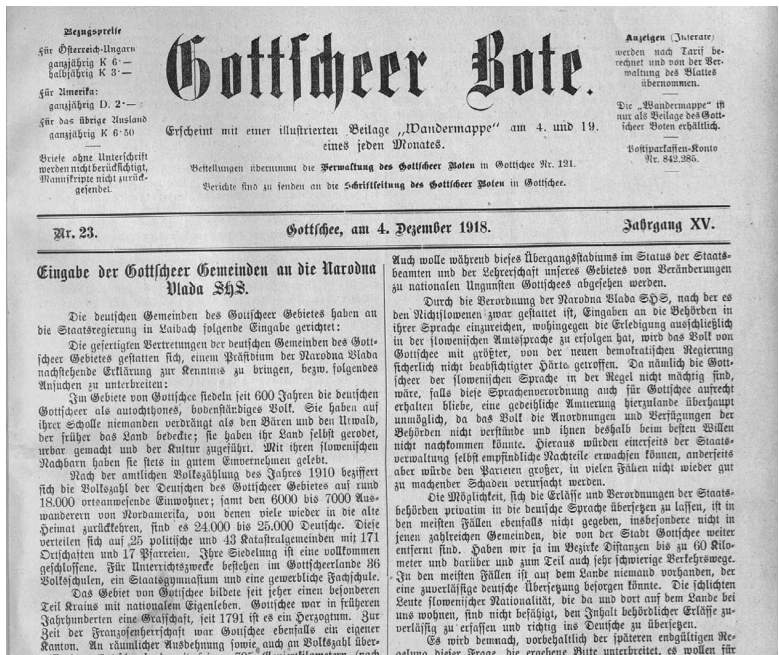 Bezugspreise
für Österreich-Ungarn
ganzjährig K 6·—
halbjährig K 3·—
Für Amerika:
ganzjährig D. 2·—
Für das übrige Ausland
ganzjährig K 6·50
Briefe ohne Unterschrift
werden nicht berücksichtigt,
Manuskripte nicht zurück-
gesendet.
Gottscheer Bote.
Erscheint mit einer illustrierten Beilage „Wandermappe“ am 4. und 19.
eines jeden Monates.
Bestellungen übernimmt die Verwaltung des Gottscheer Boten in Gottschee Nr. 121.
Berichte sind zu senden an die Schriftleitung des Gottscheer Boten in Gottschee.
Anzeigen (Inserate)
werden nach Tarif be-
rechnet und von der Ver-
waltung des Blattes
übernommen.
Die „Wandermappe“ ist
nur als Beilage des Gott-
scheer Boten erhältlich.
Postsparkassen-Konto
Nr. 842.285.
Nr. 23.
Gottschee, am 4. Dezember 1918.
Jahrgang XV.
Eingabe der Gottscheer Gemeinden an die Narodna
Vlada SHS.
Die deutschen Gemeinden des Gottscheer Gebietes haben an
die Staatsregierung in Laibach folgende Eingabe gerichtet:
Die gefertigten Vertretungen der deutschen Gemeinden des Gott-
scheer Gebietes gestatten sich, einem Präsidium der Narodna Vlada
nachstehende Erklärung zur Kenntnis zu bringen, bezw. folgendes
Ansuchen zu unterbreiten:
Im Gebiete von Gottschee siedeln seit 600 Jahren die deutschen
Gottscheer als autochthones, bodenständiges Volk. Sie haben auf
ihrer Scholle niemanden verdrängt als den Bären und den Urwald,
der früher das Land bedeckte; sie haben ihr Land selbst gerodet,
urbar gemacht und der Kultur zugeführt. Mit ihren slowenischen
Nachbarn haben sie stets in gutem Einvernehmen gelebt.
Nach der amtlichen Volkszählung des Jahres 1910 beziffert
sich die Volkszahl der Deutschen des Gottscheer Gebietes auf rund
18.000 ortsanwesende Einwohner; samt den 6000 bis 7000 Aus-
wanderern von Nordamerika, von denen viele wieder in die alte
Heimat zurückkehren, sind es 24.000 bis 25.000 Deutsche. Diese
verteilen sich auf 25 politische und 43 Katastralgemeinden mit 171
Ortschaften und 17 Pfarreien. Ihre Siedelung ist eine vollkommen
geschlossene. Für Unterrichtszwecke bestehen im Gottscheerlande 36
Volksschulen, ein Staatsgymnasium und eine gewerbliche Fachschule.
Das Gebiet von Gottschee bildete seit jeher einen besonderen
Teil Krains mit nationalem Eigenleben. Gottschee war in früheren
Jahrhunderten eine Grafschaft, seit 1791 ist es ein Herzogtum. Zur
Zeit der Franzosenherrschaft war Gottschee ebenfalls ein eigener
Kanton. An räumlicher Ausdehnung sowie auch an Volkszahl über-
Auch wolle während dieses Übergangsstadiums im Status der Staats-
beamten und der Lehrerschaft unseres Gebietes von Veränderungen
zu nationalen Ungunsten Gottschees abgesehen werden.
Durch die Verordnung der Narodna Vlada SHS, nach der es
den Nichtslowenen zwar gestattet ist, Eingaben an die Behörden in
ihrer Sprache einzureichen, wohingegen die Erledigung ausschließlich
in der slowenischen Amtsprache zu erfolgen hat, wird das Volk von
Gottschee mit größter, von der neuen demokratischen Regierung
sicherlich nicht beabsichtigter Härte getroffen. Da nämlich die Gott-
scheer der slowenischen Sprache in der Regel nicht mächtig sind,
wäre, falls diese Sprachenverordnung auch für Gottschee aufrecht
erhalten bliebe, eine gedeihliche Amtierung hierzulande überhaupt
unmöglich, da das Volk die Anordnungen und Verfügungen der
Behörden nicht verstünde und ihnen deshalb beim besten Willen
nicht nachkommen könnte. Hieraus würden einerseits der Staats-
verwaltung selbst empfindliche Nachteile erwachsen können, anderseits
aber würde den Parteien großer, in vielen Fällen nicht wieder gut
zu machender Schaden verursacht werden.
Die Möglichkeit, sich die Erlässe und Verordnungen der Staats-
behörden privatim in die deutsche Sprache übersetzen zu lassen, ist in
den meisten Fällen ebenfalls nicht gegeben, insbesondere nicht in
jenen zahlreichen Gemeinden, die von der Stadt Gottschee weiter
entfernt sind. Haben wir ja im Bezirke Distanzen bis zu 60 Kilo-
meter und darüber und zum Teil auch sehr schwierige Verkehrswege.
In den meisten Fällen ist auf dem Lande niemand vorhanden, der
eine zuverlässige deutsche Übersetzung besorgen könnte. Die schlichten
Leute slowenischer Nationalität, die da und dort auf dem Lande bei
uns wohnen, sind nicht befähigt, den Inhalt behördlicher Erlässe zu-
verlässig zu erfassen und richtig ins Deutsche zu übersetzen.
Es wird demnach, vorbehaltlich der späteren endgültigen Re-
gelung dieser Frage, die ergebene Bitte unterbreitet, es wollen für